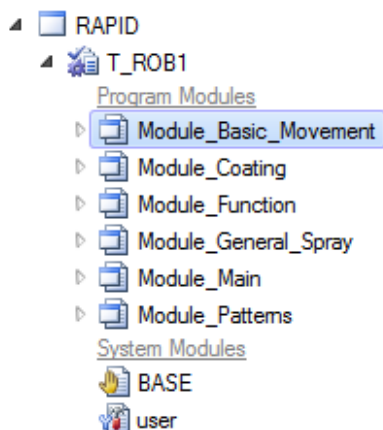 RAPID
T_ROB1
Program Modules
Module_Basic_Movement
Module_Coating
Module_Function
Module_General_Spray
Module_Main
Module_Patterns
System Modules
BASE
user